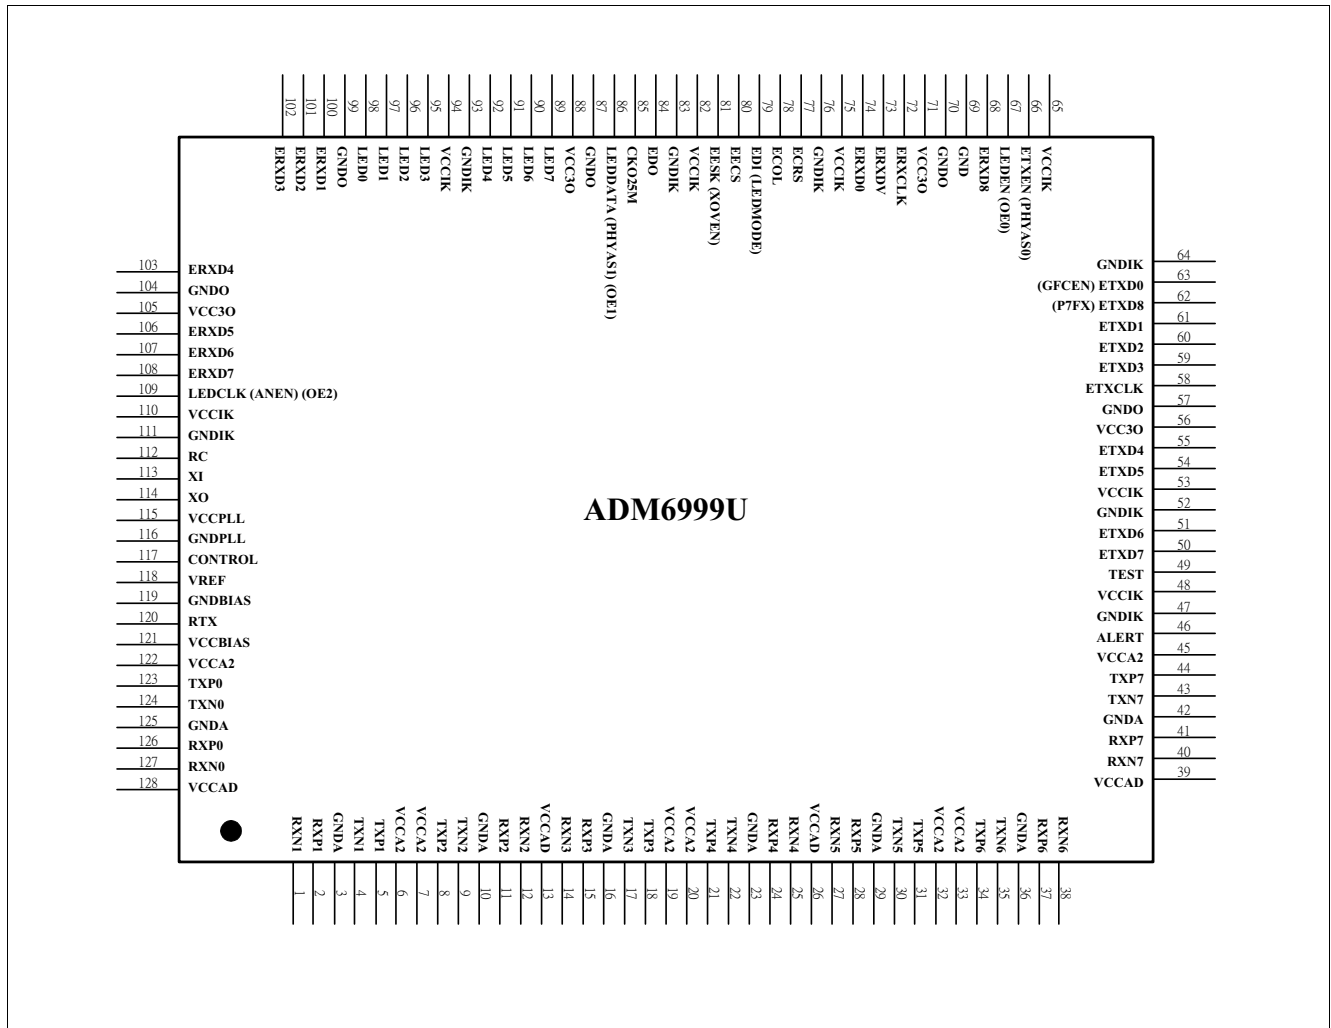 102
101
100
99
98
97
96
95
94
93
92
91
90
89
88
87
86
85
84
83
82
81
80
79
78
77
76
75
74
73
72
71
70
69
68
67
66
65
ERXD3
ERXD2
ERXD1
GNDO
LED0
LED1
LED2
LED3
VCCIK
GNDIK
LED4
LED5
LED6
LED7
VCC3O
GNDO
LEDDATA (PHYAS1) (OE1)
CKO25M
EDO
GNDIK
VCCIK
EESK (XOVEN)
EECS
EDI (LEDMODE)
ECOL
ECRS
GNDIK
VCCIK
ERXD0
ERXDV
ERXCLK
VCC3O
GNDO
GND
ERXD8
LEDEN (OE0)
ETXEN (PHYAS0)
VCCIK
103 ERXD4
104 GNDO
105 VCC3O
106 ERXD5
107 ERXD6
108 ERXD7
109 LEDCLK (ANEN) (OE2)
110 VCCIK
111 GNDIK
112 RC
113 XI
114 XO
115 VCCPLL
116 GNDPLL
117 CONTROL
118 VREF
119 GNDBIAS
120 RTX
121 VCCBIAS
122 VCCA2
123 TXP0
124 TXN0
125 GNDA
126 RXP0
127 RXN0
128 VCCAD
ADM6999U
GNDIK 64
(GFCEN) ETXD0 63
(P7FX) ETXD8 62
ETXD1 61
ETXD2 60
ETXD3 59
ETXCLK 58
GNDO 57
VCC3O 56
ETXD4 55
ETXD5 54
VCCIK 53
GNDIK 52
ETXD6 51
ETXD7 50
TEST 49
VCCIK 48
GNDIK 47
ALERT 46
VCCA2 45
TXP7 44
TXN7 43
GNDA 42
RXP7 41
RXN7 40
VCCAD 39
RXN1
RXP1
GNDA
TXN1
TXP1
VCCA2
VCCA2
TXP2
TXN2
GNDA
RXP2
RXN2
VCCAD
RXN3
RXP3
GNDA
TXN3
TXP3
VCCA2
VCCA2
TXP4
TXN4
GNDA
RXP4
RXN4
VCCAD
RXN5
RXP5
GNDA
TXN5
TXP5
VCCA2
VCCA2
TXP6
TXN6
GNDA
RXP6
RXN6
1
2
3
4
5
6
7
8
9
10
11
12
13
14
15
16
17
18
19
20
21
22
23
24
25
26
27
28
29
30
31
32
33
34
35
36
37
38